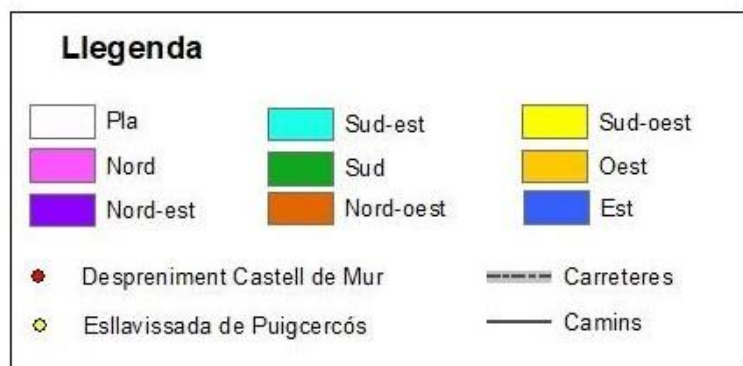 Llegenda
Pla
Sud-est
Sud-oest
Nord
Sud
Oest
Nord-est
Nord-oest
Est
Despreniment Castell de Mur
Carreteres
Esllavissada de Puigcercós
Camins